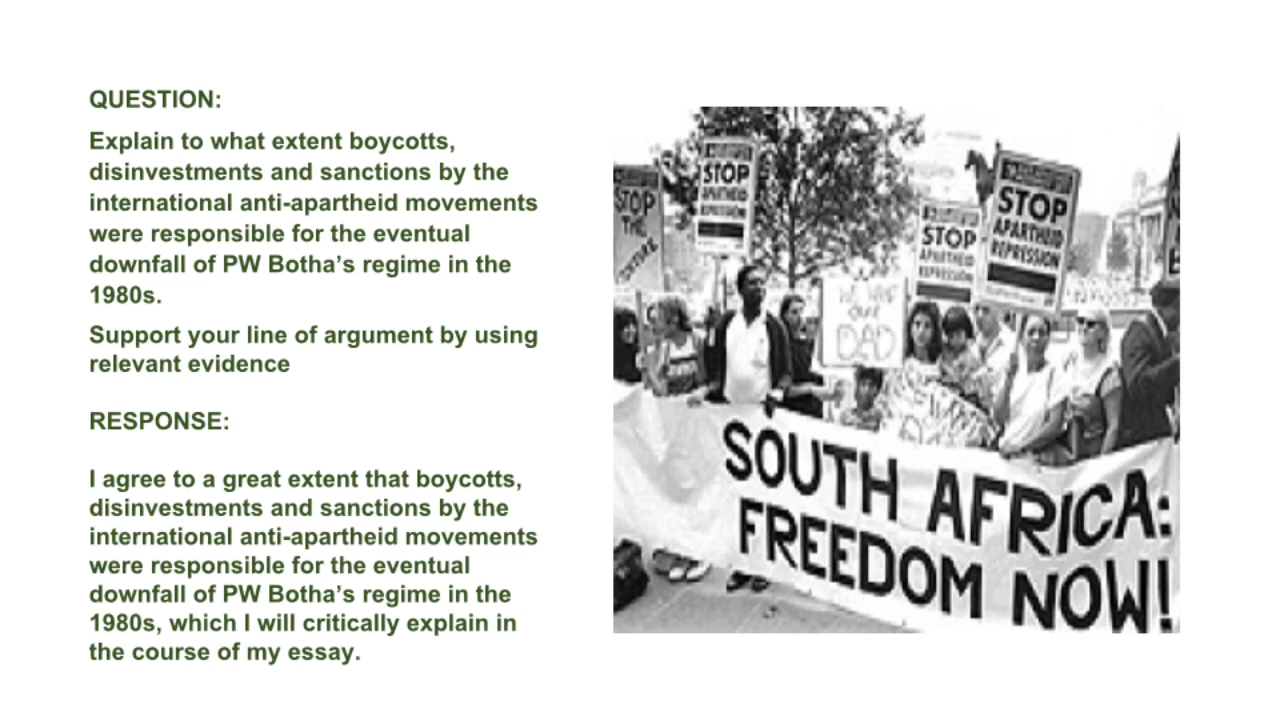 QUESTION:
Explain to what extent boycotts,
disinvestments and sanctions by the
international anti-apartheid movements
were responsible for the eventual
downfall of PW Botha's regime in the
1980s.
Support your line of argument by using
relevant evidence
RESPONSE:
I agree to a great extent that boycotts,
disinvestments and sanctions by the
international anti-apartheid movements
were responsible for the eventual
downfall of PW Botha's regime in the
1980s, which I will critically explain in
the course of my essay.
STOP
THE
STOP
APARTHEID
REPRESSION
STOP
APARTHEID
REPRESSION
STOP
APARTHEID
REPRESSION
WE WANT
our
DAD
SOUTH AFRICA:
FREEDOM NOW!